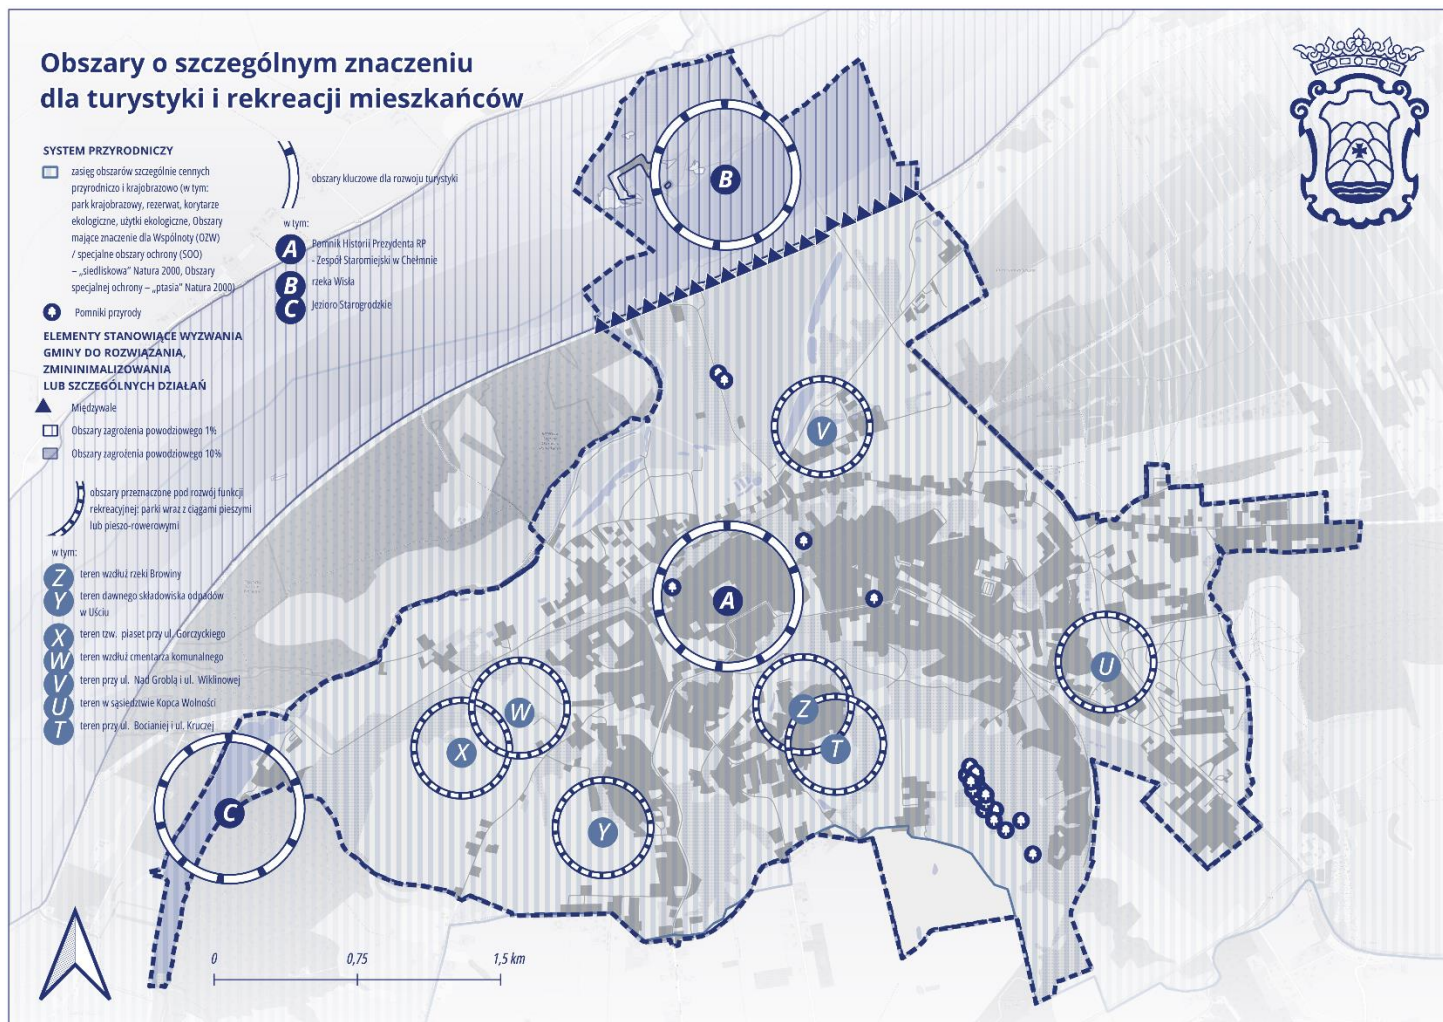 Obszary o szczególnym znaczeniu
dla turystyki i rekreacji mieszkańców
SYSTEM PRZYRODNICZY
zasięg obszarów szczególnie cennych
przyrodniczo i krajobrazowo (w tym:
park krajobrazowy, rezerwat, korytarze
ekologiczne, użytki ekologiczne, Obszary
mające znaczenie dla Wspólnoty (OZW)
/ specjalne obszary ochrony (SOO)
– „siedliskowa” Natura 2000, Obszary
specjalnej ochrony – „ptasia” Natura 2000)
Pomniki przyrody
ELEMENTY STANOWIĄCE WYZWANIA
GMINY DO ROZWIĄZANIA,
ZMININIMALIZOWANIA
LUB SZCZEGÓLNYCH DZIAŁAŃ
Międzywale
Obszary zagrożenia powodziowego 1%
Obszary zagrożenia powodziowego 10%
obszary przeznaczone pod rozwój funkcji
rekreacyjnej: parki wraz z ciągami pieszymi
lub pieszo-rowerowymi
w tym:
Z teren wzdłuż rzeki Browiny
Y teren dawnego składowiska odpadów
w Uściu
X teren tzw. piaset przy ul. Gorczyckiego
W teren wzdłuż cmentarza komunalnego
V teren przy ul. Nad Groblą i ul. Wiklinowej
U teren w sąsiedztwie Kopca Wolności
T teren przy ul. Bocianiej i ul. Kruczej
obszary kluczowe dla rozwoju turystyki
w tym:
A Pomnik Historii Prezydenta RP
- Zespół Staromiejski w Chełmnie
B rzeka Wisła
C Jezioro Starogrodzkie
B
V
A
U
W
Z
X
T
C
Y
0 0,75 1,5 km